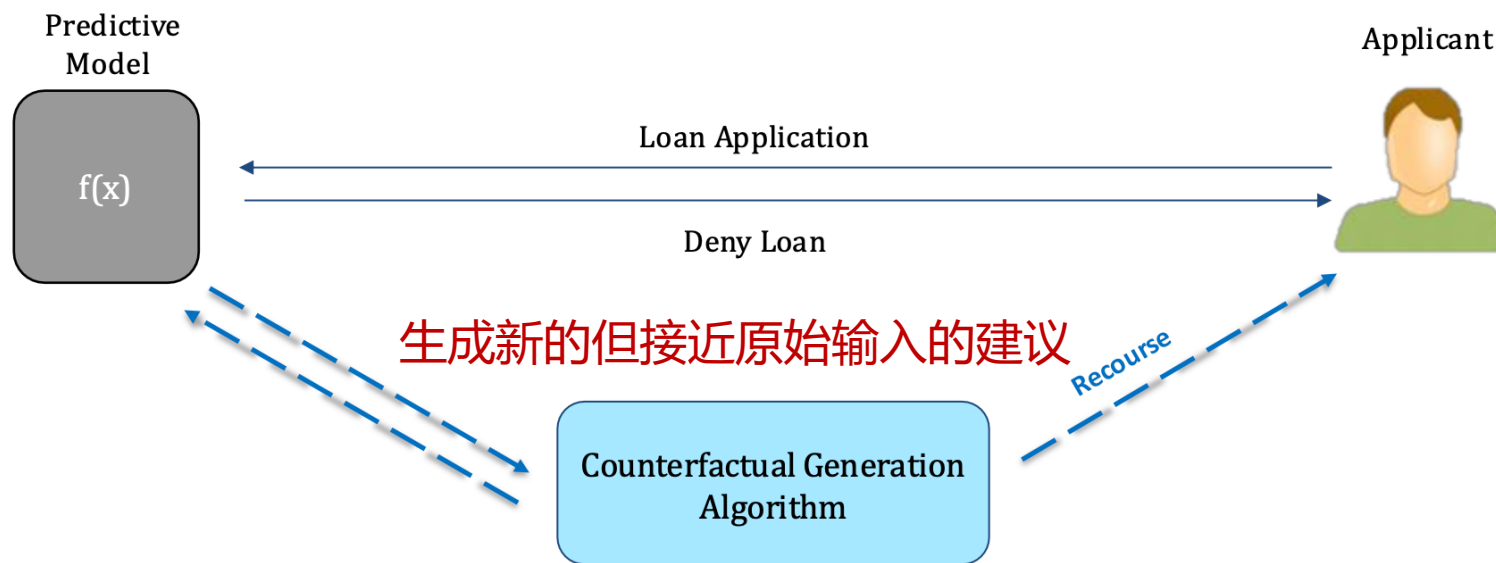 Predictive
Model
Applicant
f(x)
Loan Application
Deny Loan
生成新的但接近原始输入的建议
Recourse
Counterfactual Generation
Algorithm